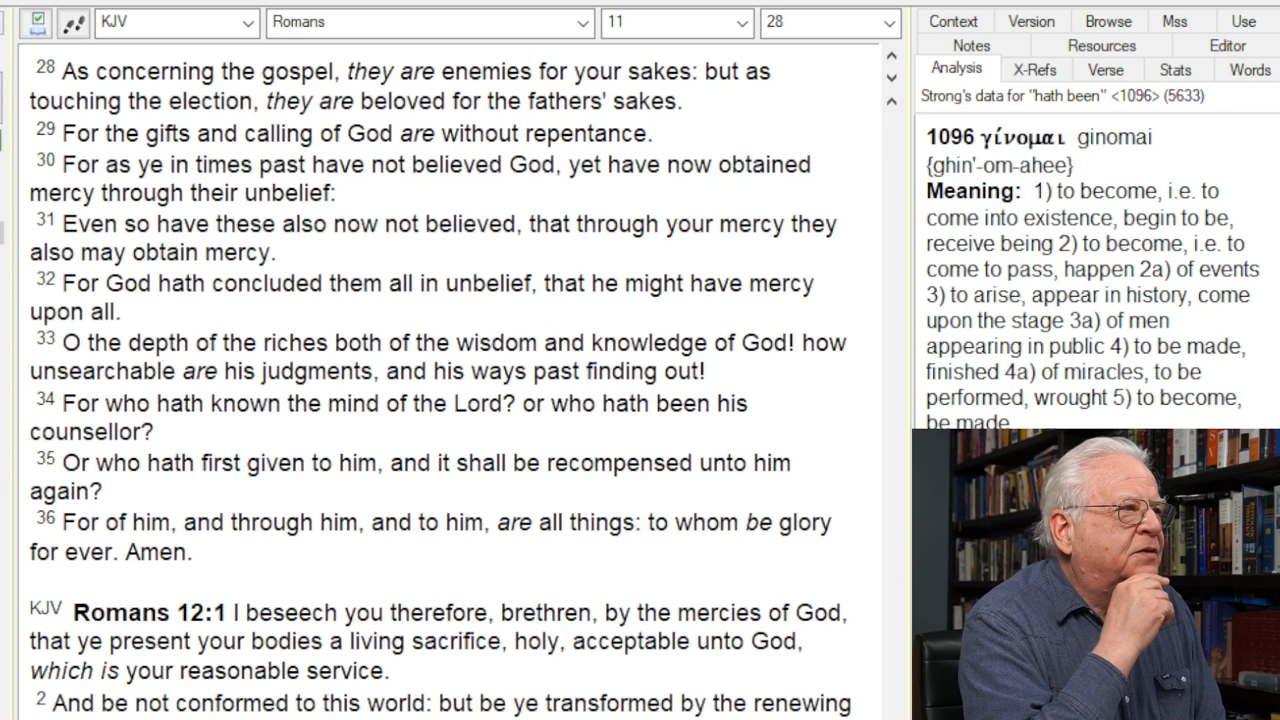 KJV Romans 11 28
28 As concerning the gospel, they are enemies for your sakes: but as
touching the election, they are beloved for the fathers' sakes.
29 For the gifts and calling of God are without repentance.
30 For as ye in times past have not believed God, yet have now obtained
mercy through their unbelief:
31 Even so have these also now not believed, that through your mercy they
also may obtain mercy.
32 For God hath concluded them all in unbelief, that he might have mercy
upon all.
33 O the depth of the riches both of the wisdom and knowledge of God! how
unsearchable are his judgments, and his ways past finding out!
34 For who hath known the mind of the Lord? or who hath been his
counsellor?
35 Or who hath first given to him, and it shall be recompensed unto him
again?
36 For of him, and through him, and to him, are all things: to whom be glory
for ever. Amen.
KJV Romans 12:1 I beseech you therefore, brethren, by the mercies of God,
that ye present your bodies a living sacrifice, holy, acceptable unto God,
which is your reasonable service.
2 And be not conformed to this world: but be ye transformed by the renewing
Context Version Browse Mss Use
Notes Resources Editor
Analysis X-Refs Verse Stats Words
Strong's data for "hath been" <1096> (5633)
1096 γίνομαι ginomai
{ghin'-om-ahee}
Meaning: 1) to become, i.e. to
come into existence, begin to be,
receive being 2) to become, i.e. to
come to pass, happen 2a) of events
3) to arise, appear in history, come
upon the stage 3a) of men
appearing in public 4) to be made,
finished 4a) of miracles, to be
performed, wrought 5) to become,
be made